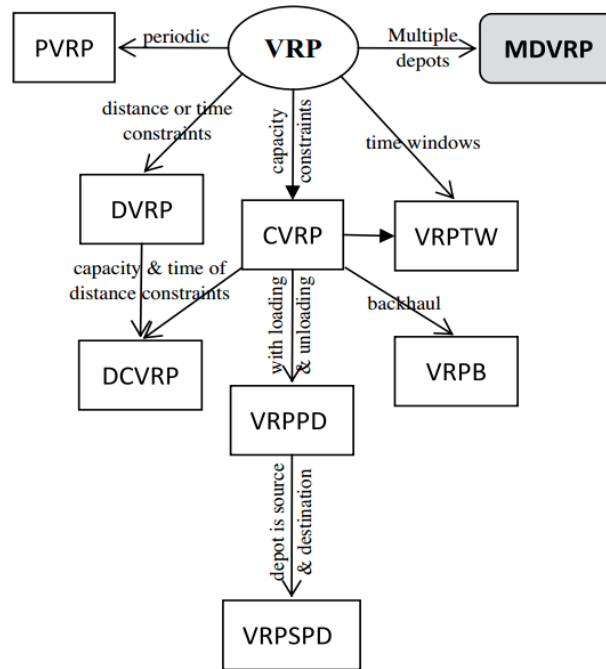 PVRP
periodic
VRP
Multiple
depots
MDVRP
distance or time
constraints
capacity
constraints
time windows
DVRP
CVRP
VRPTW
capacity & time of
distance constraints
with loading
& unloading
backhaul
DCVRP
VRPPD
VRPB
depot is source
& destination
VRPSPD